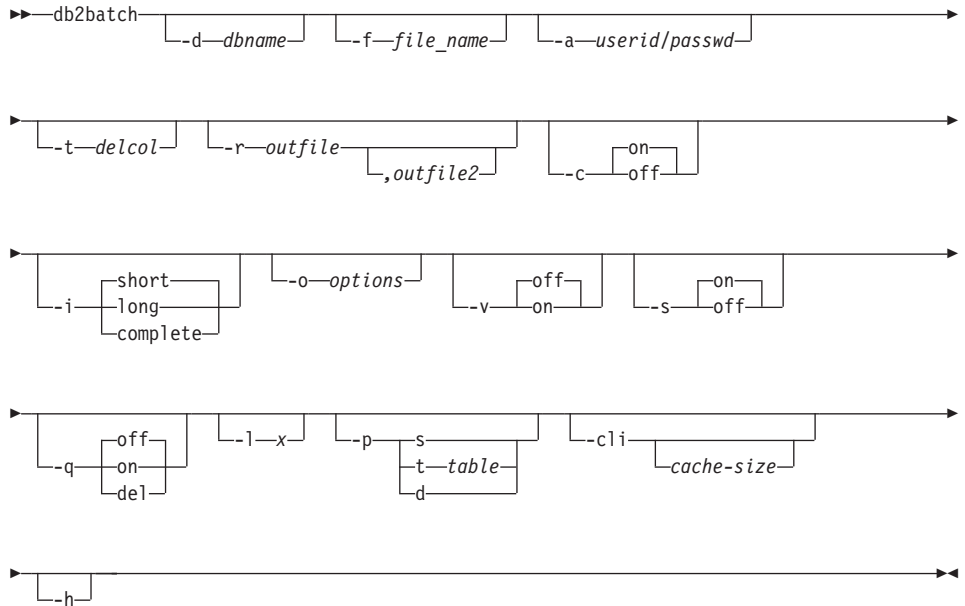 db2batch
-d dbname -f file_name -a userid/passwd
-t delcol -r outfile ,outfile2 -c on off
-i short long complete -o options -v off on -s on off
-q off on del -l x -p s t table d -cli cache-size
-h